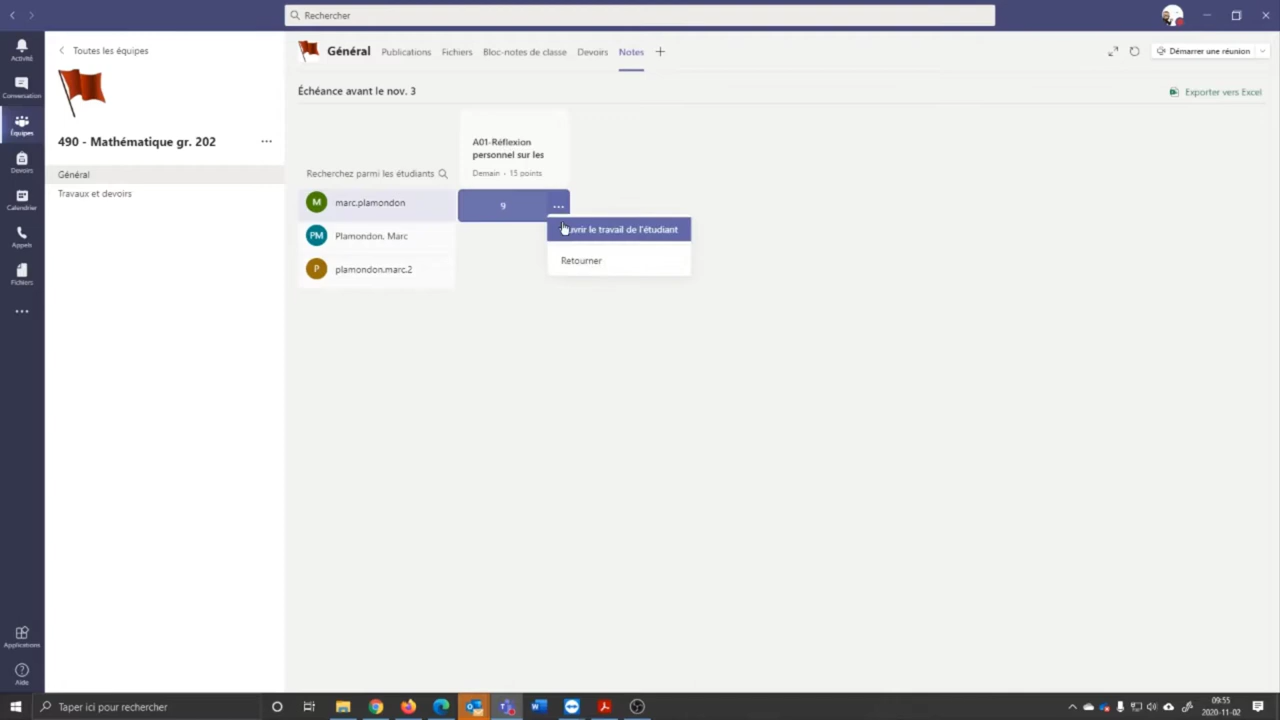 Rechercher
Activité
Conversation
Équipes
Devoirs
Calendrier
Appels
Fichiers
Applications
Aide
Toutes les équipes
490 - Mathématique gr. 202
Général
Travaux et devoirs
Général Publications Fichiers Bloc-notes de classe Devoirs Notes
Démarrer une réunion
Échéance avant le nov. 3
Exporter vers Excel
A01-Réflexion
personnel sur les
Demain • 15 points
Recherchez parmi les étudiants
M marc.plamondon
9
PM Plamondon, Marc
P plamondon.marc.2
uvrir le travail de l'étudiant
Retourner
Taper ici pour rechercher
09:55
2020-11-02